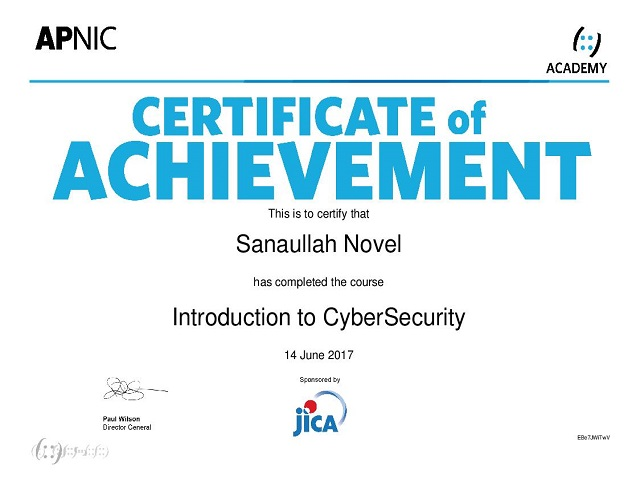 APNIC
ACADEMY
CERTIFICATE of
ACHIEVEMENT
This is to certify that
Sanaullah Novel
has completed the course
Introduction to CyberSecurity
14 June 2017
Sponsored by
jICA
Paul Wilson
Director General